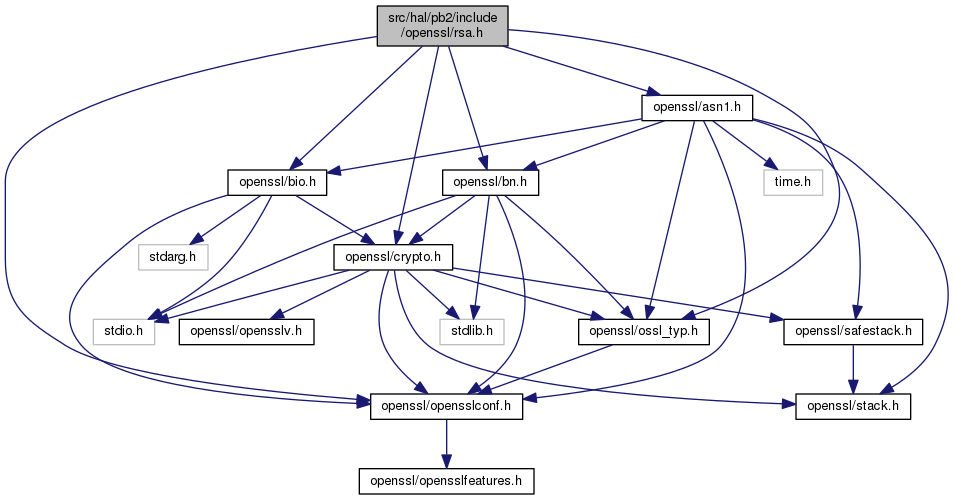 src/hal/pb2/include
/openssl/rsa.h
openssl/asn1.h
openssl/bio.h
openssl/bn.h
time.h
stdarg.h
openssl/crypto.h
stdio.h
openssl/opensslv.h
stdlib.h
openssl/ossl_typ.h
openssl/safestack.h
openssl/opensslconf.h
openssl/stack.h
openssl/opensslfeatures.h